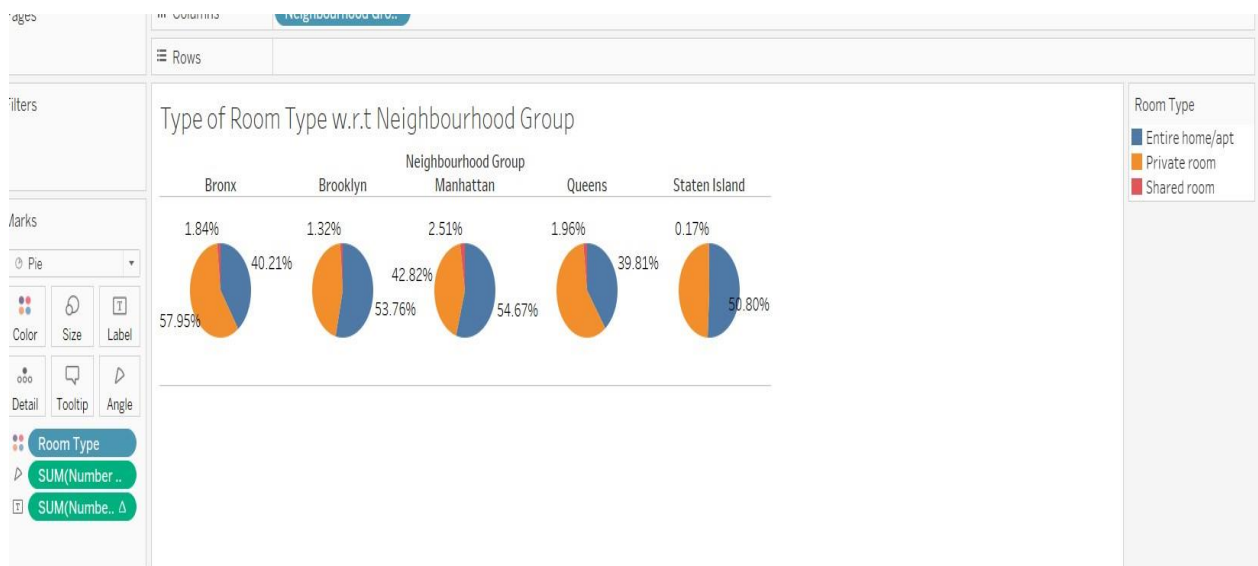 ages
Columns
Neighbourhood Gro..
Rows
Filters
Type of Room Type w.r.t Neighbourhood Group
Neighbourhood Group
Bronx Brooklyn Manhattan Queens Staten Island
1.84% 1.32% 2.51% 1.96% 0.17%
40.21% 42.82% 39.81%
57.95% 53.76% 54.67% 50.80%
Room Type
Entire home/apt
Private room
Shared room
Marks
Pie
Color Size Label
Detail Tooltip Angle
Room Type
SUM(Number ..
SUM(Numbe.. Δ